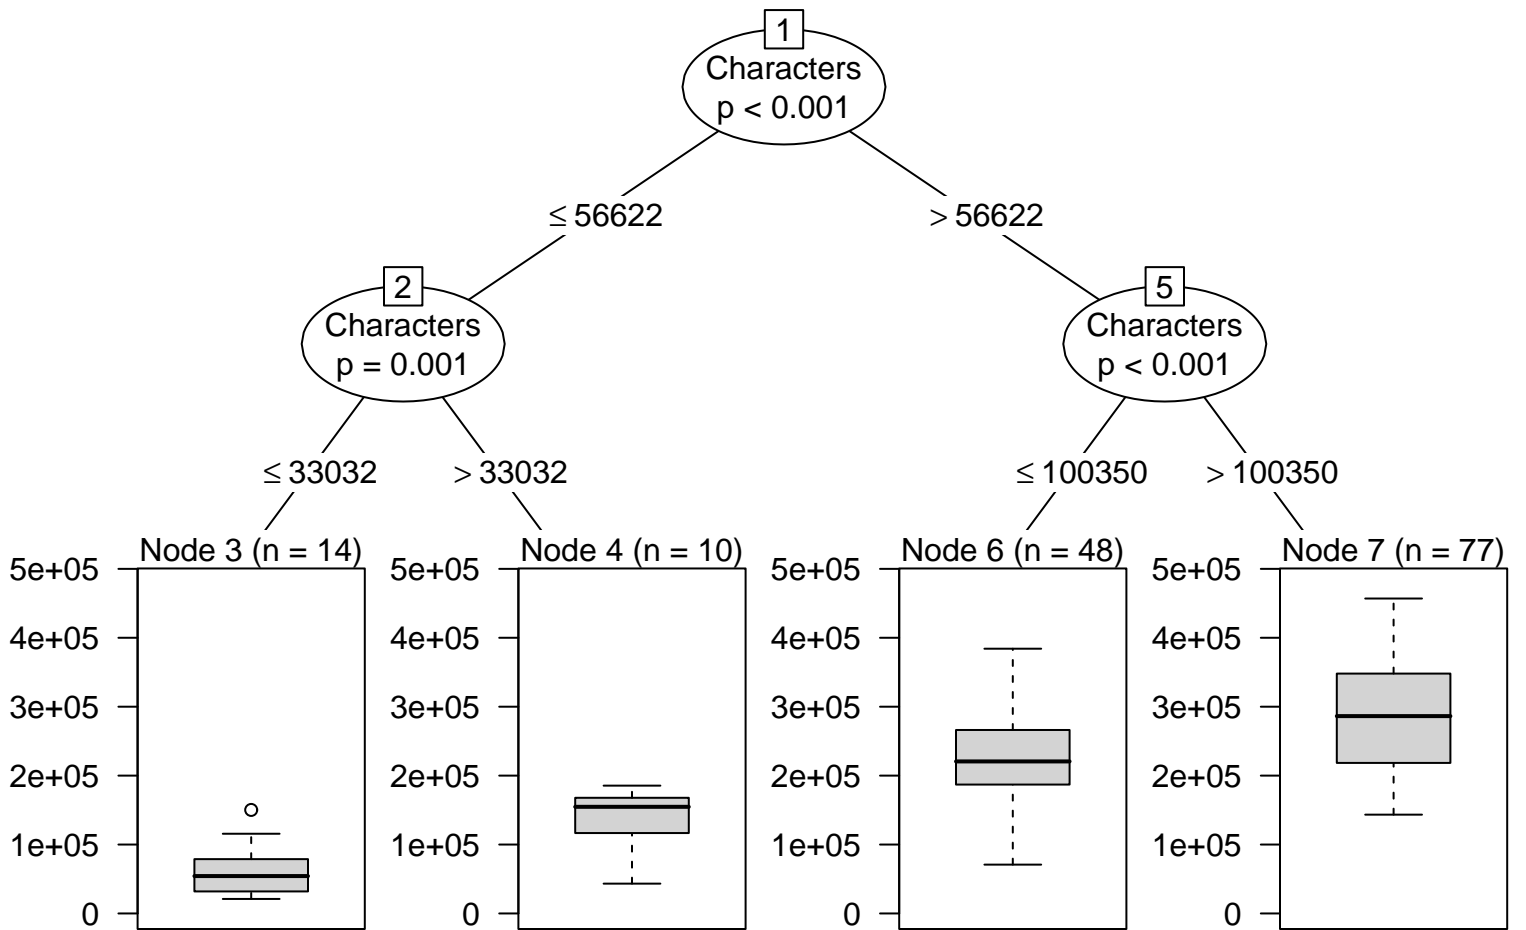 1
Characters
p < 0.001
≤ 56622
> 56622
2
Characters
p = 0.001
5
Characters
p < 0.001
≤ 33032
> 33032
≤ 100350
> 100350
Node 3 (n = 14)
5e+05
4e+05
3e+05
2e+05
1e+05
0
Node 4 (n = 10)
5e+05
4e+05
3e+05
2e+05
1e+05
0
Node 6 (n = 48)
5e+05
4e+05
3e+05
2e+05
1e+05
0
Node 7 (n = 77)
5e+05
4e+05
3e+05
2e+05
1e+05
0